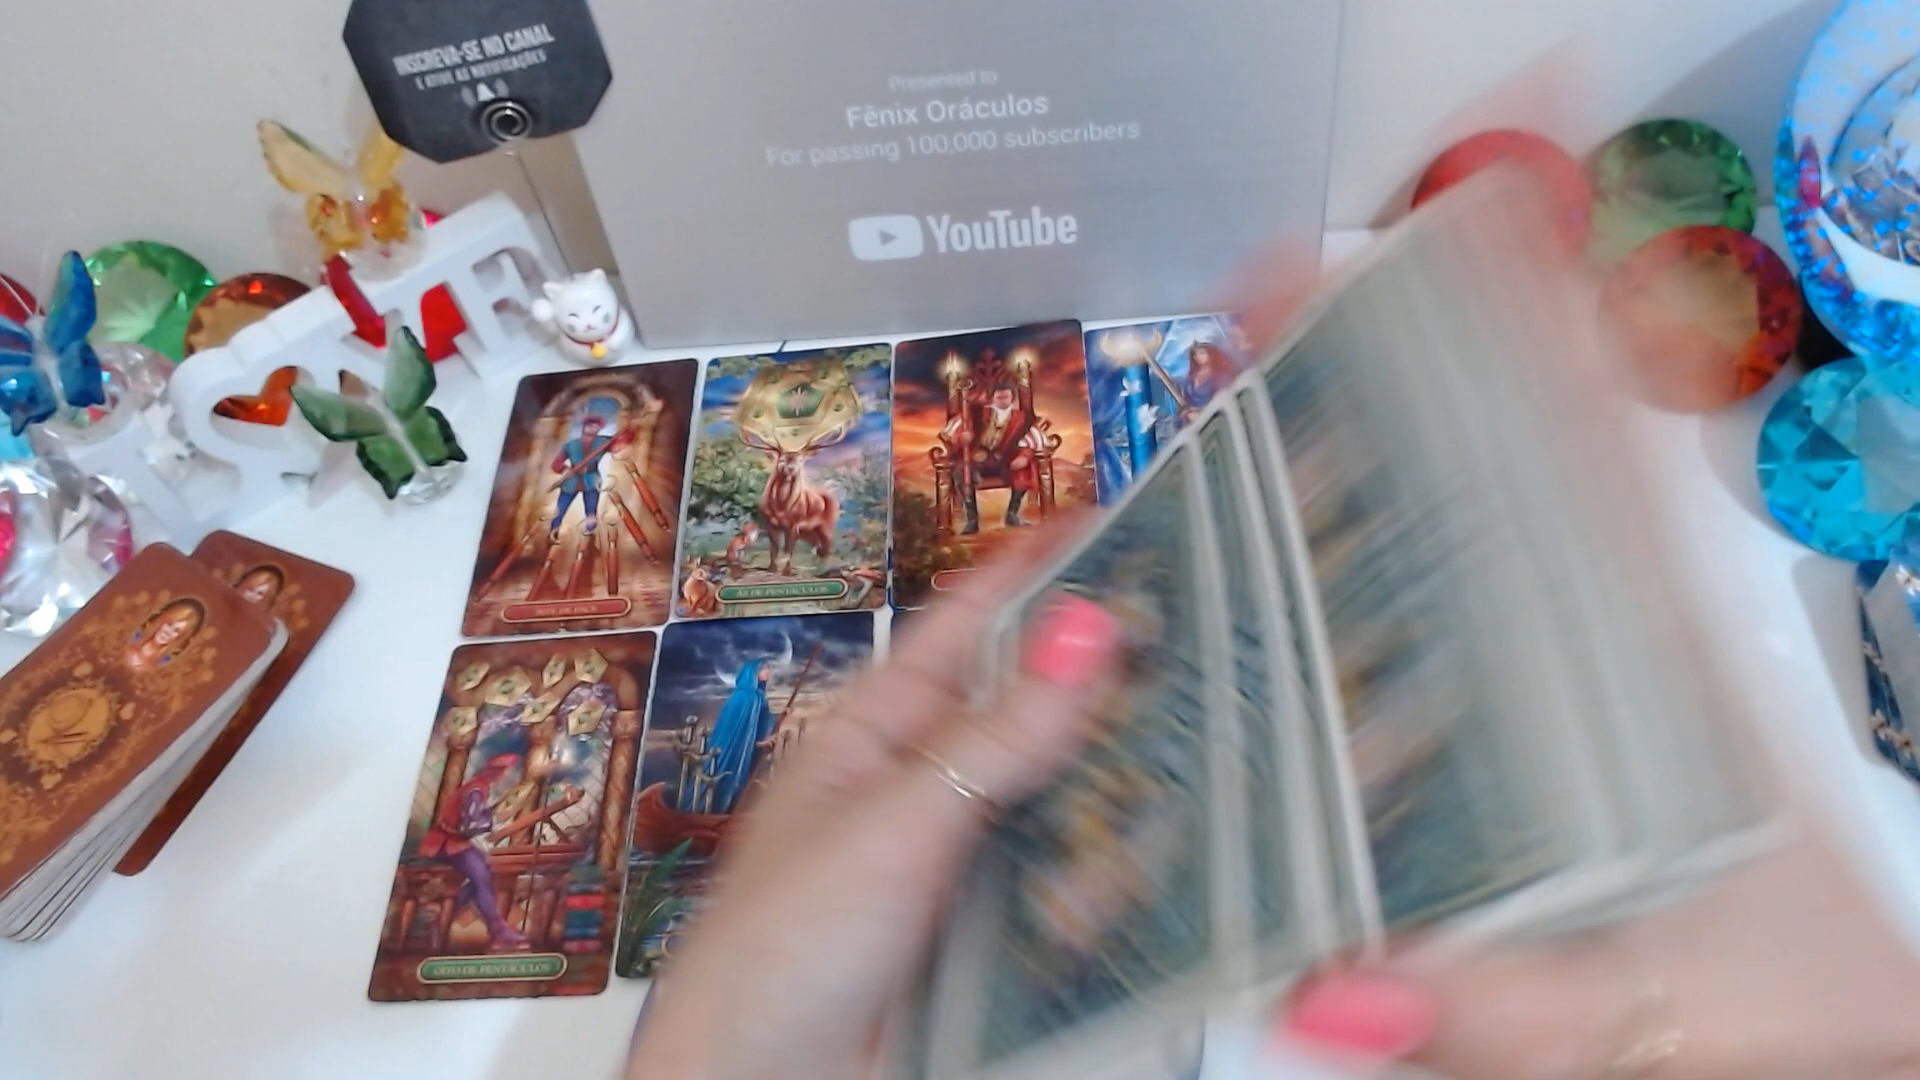 INSCREVA-SE NO CANAL
E ATIVE AS NOTIFICAÇÕES
Presented to
Fênix Oráculos
For passing 100,000 subscribers
YouTube
ÁS DE PENTÁCULOS
OITO DE PENTÁCULOS